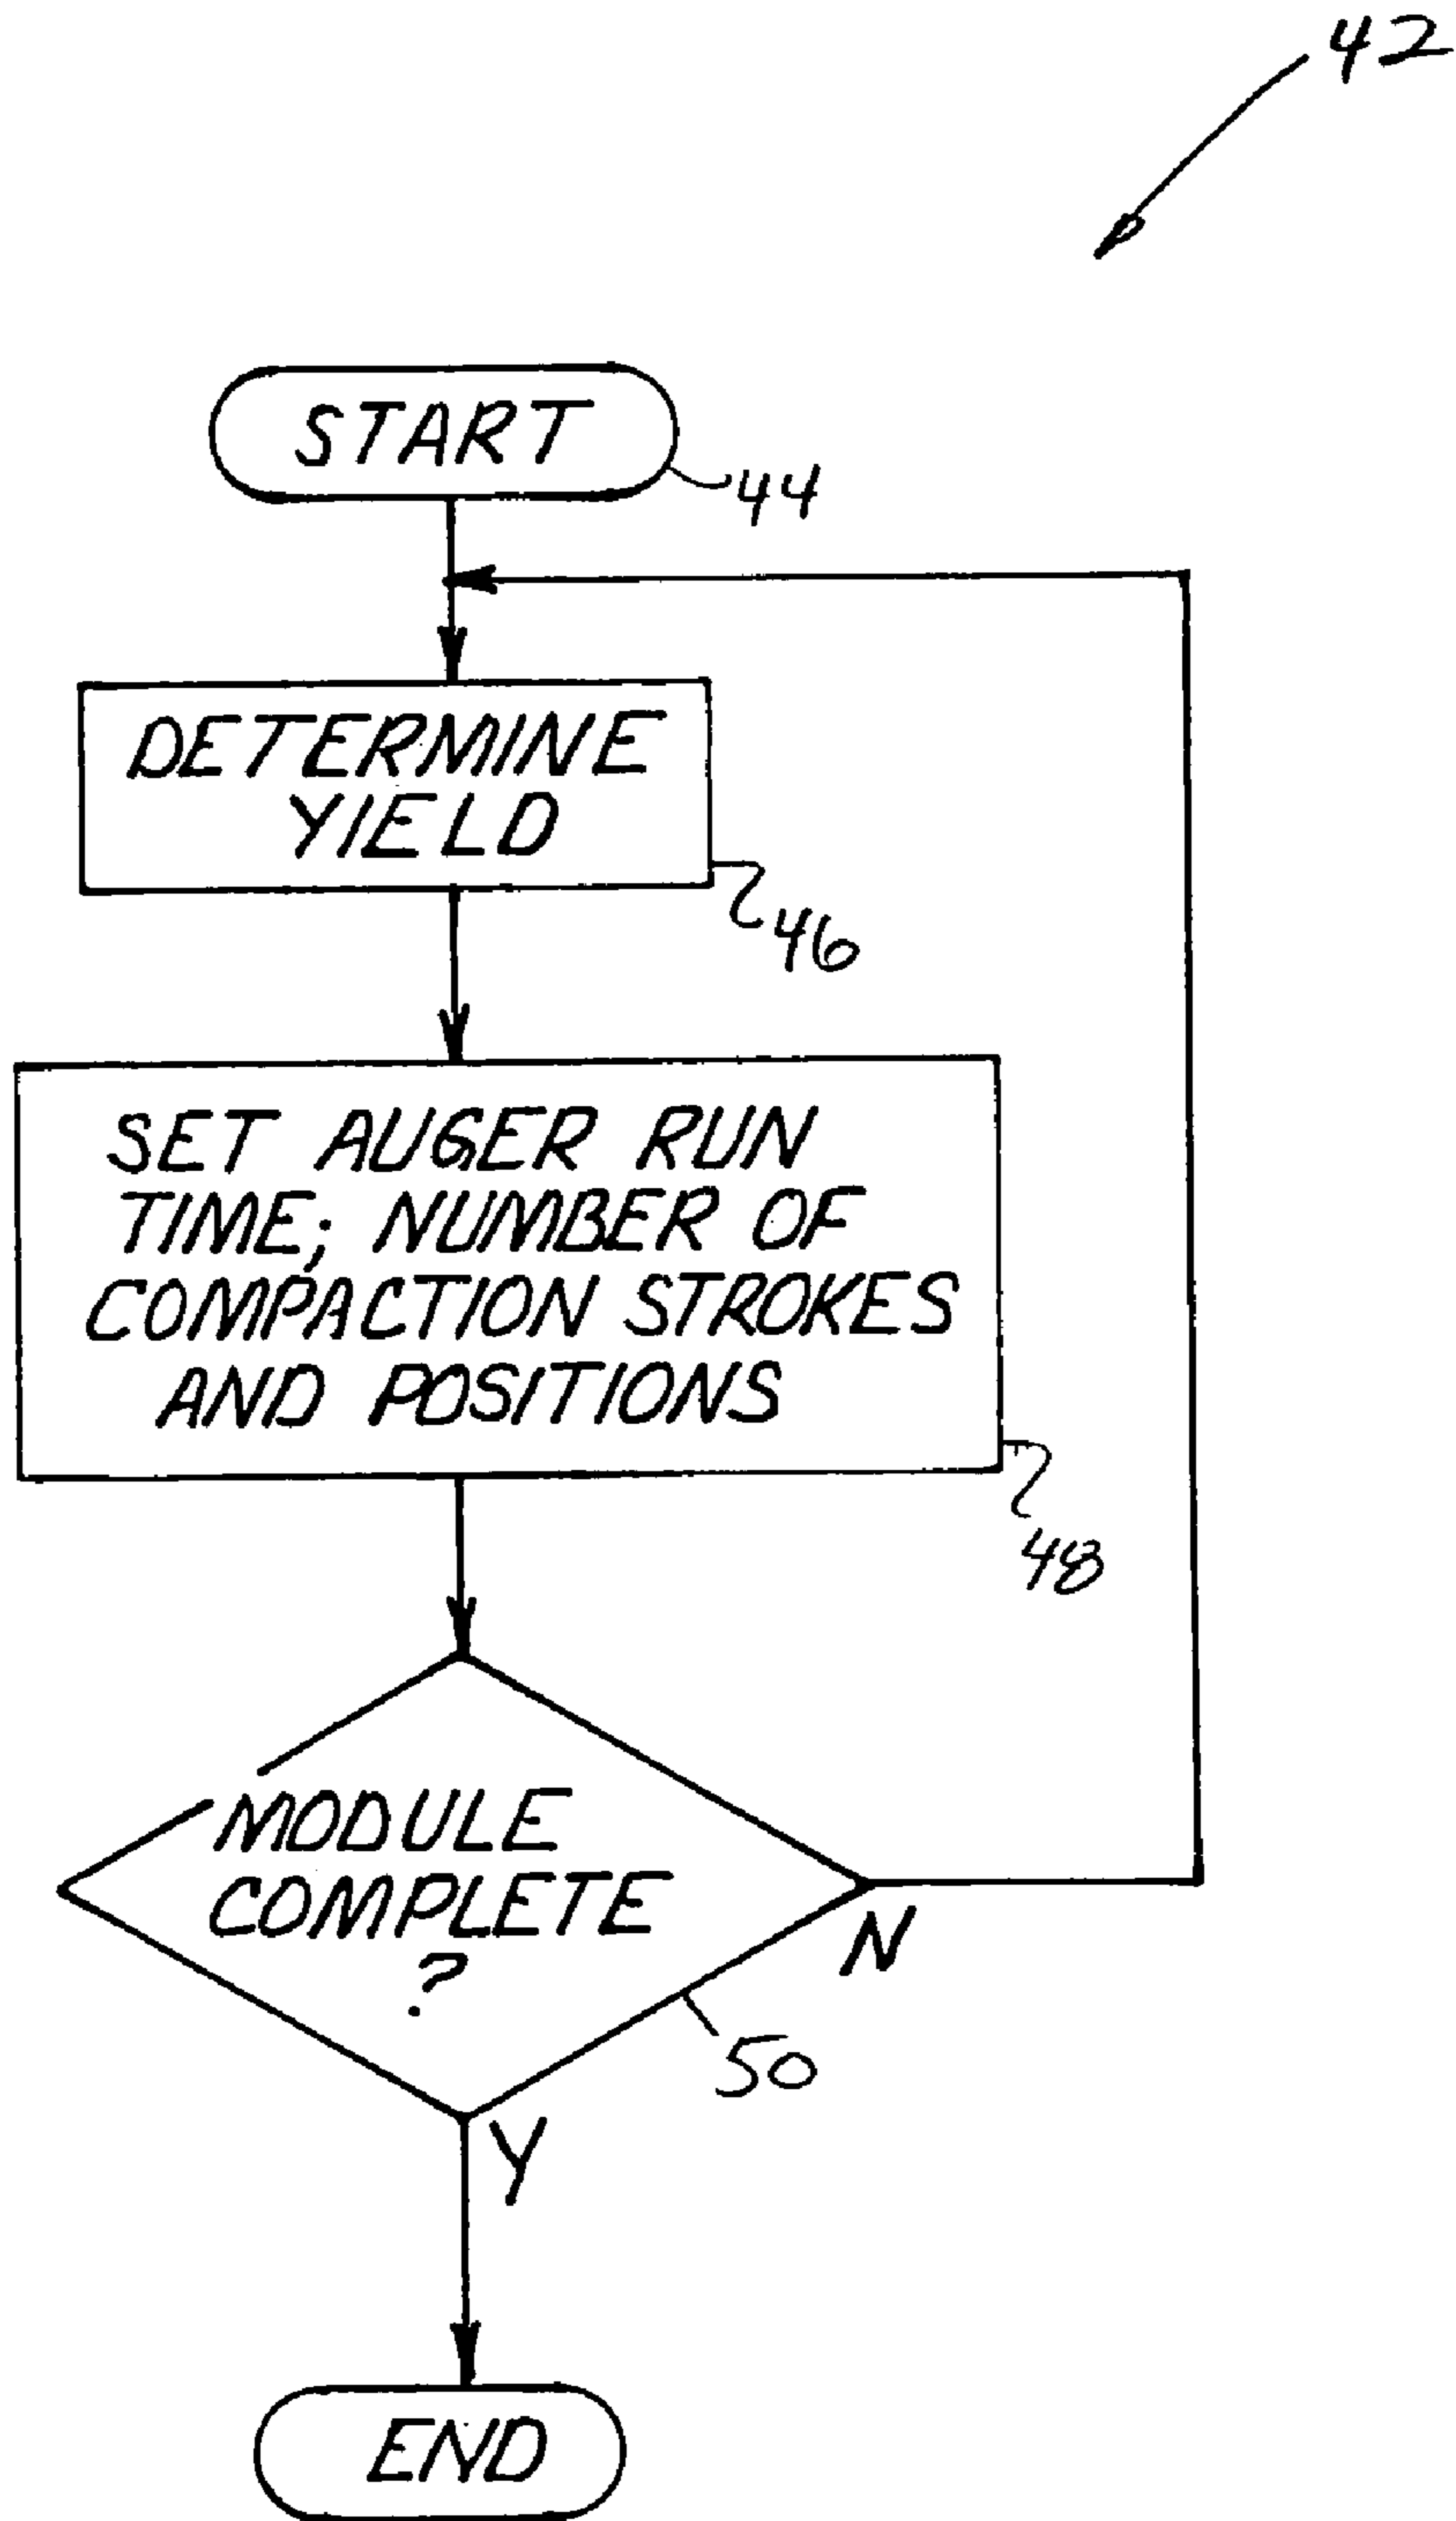 42
START
44
DETERMINE
YIELD
46
SET AUGER RUN
TIME; NUMBER OF
COMPACTION STROKES
AND POSITIONS
48
MODULE
COMPLETE
?
N
50
Y
END